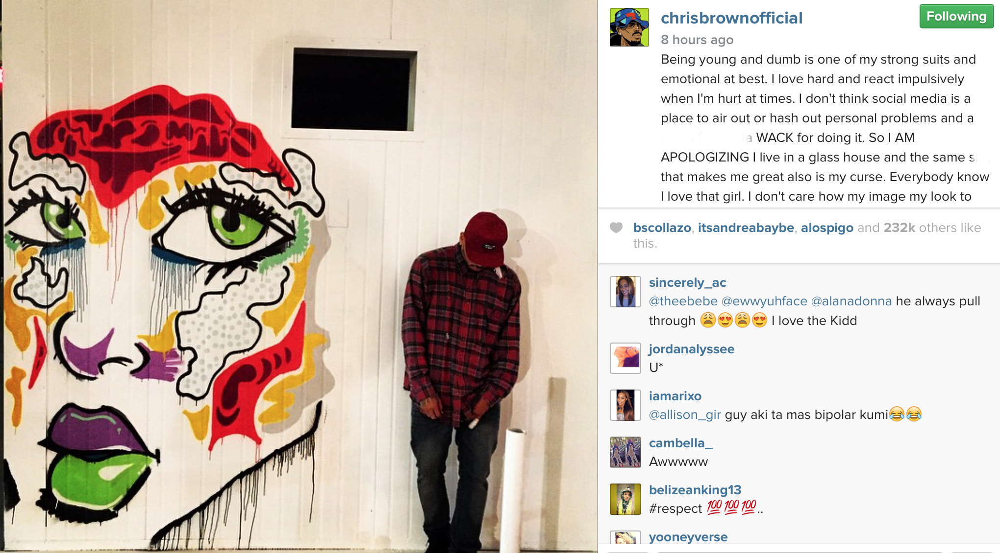 chrisbrownofficial
Following
8 hours ago
Being young and dumb is one of my strong suits and
emotional at best. I love hard and react impulsively
when I'm hurt at times. I don't think social media is a
place to air out or hash out personal problems and a
WACK for doing it. So I AM
APOLOGIZING I live in a glass house and the same
that makes me great also is my curse. Everybody know
I love that girl. I don't care how my image my look to
bscollazo, itsandreabaybe, alospigo and 232k others like
this.
sincerely_ac
@theebebe @ewwyuhface @alanadonna he always pull
through 😩😍😩😍 I love the Kidd
jordanalyssee
U*
iamarixo
@allison_gir guy aki ta mas bipolar kumi😂😂
cambella_
Awwwww
belizeanking13
#respect 💯💯💯..
yooneyverse